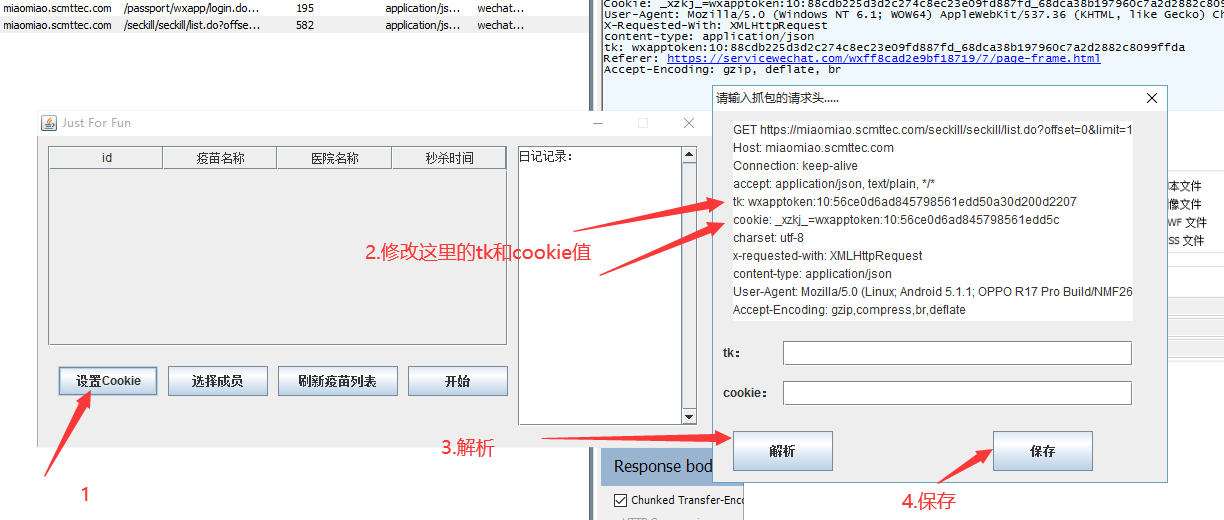 miaomiao.scmttec.com /passport/wxapp/login.do... 195 application/js... wechat...
miaomiao.scmttec.com /seckill/seckill/list.do?offse... 582 application/js... wechat...
Cookie: _xzkj_=wxapptoken:10:88cdb225d3d2c274c8ec23e09fd887fd_68dca38b197960c7a2d2882c809
User-Agent: Mozilla/5.0 (Windows NT 6.1; WOW64) AppleWebKit/537.36 (KHTML, like Gecko) Ch
X-Requested-With: XMLHttpRequest
content-type: application/json
tk: wxapptoken:10:88cdb225d3d2c274c8ec23e09fd887fd_68dca38b197960c7a2d2882c8099ffda
Referer: https://servicewechat.com/wxff8cad2e9bf18719/7/page-frame.html
Accept-Encoding: gzip, deflate, br
Just For Fun
id 疫苗名称 医院名称 秒杀时间
日记记录:
设置Cookie 选择成员 刷新疫苗列表 开始
1
2.修改这里的tk和cookie值
3.解析
4.保存
请输入抓包的请求头.....
GET https://miaomiao.scmttec.com/seckill/seckill/list.do?offset=0&limit=1
Host: miaomiao.scmttec.com
Connection: keep-alive
accept: application/json, text/plain, */*
tk: wxapptoken:10:56ce0d6ad845798561edd50a30d200d2207
cookie: _xzkj_=wxapptoken:10:56ce0d6ad845798561edd5c
charset: utf-8
x-requested-with: XMLHttpRequest
content-type: application/json
User-Agent: Mozilla/5.0 (Linux; Android 5.1.1; OPPO R17 Pro Build/NMF26
Accept-Encoding: gzip,compress,br,deflate
tk:
cookie:
解析 保存
本文件
像文件
WF 文件
SS 文件
Response bod
Chunked Transfer-Enc